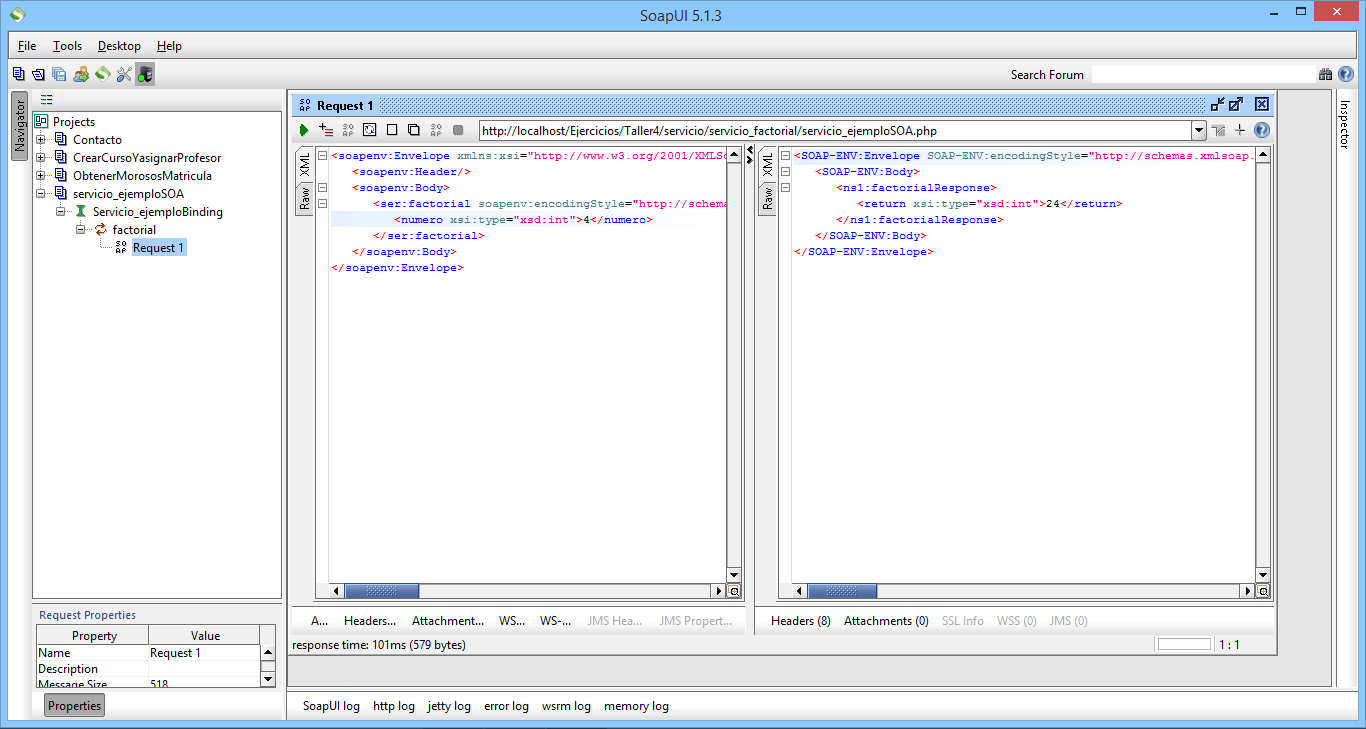 SoapUI 5.1.3
File Tools Desktop Help
Search Forum
Navigator
Projects
Contacto
CrearCursoYasignarProfesor
ObtenerMorososMatricula
servicio_ejemploSOA
Servicio_ejemploBinding
factorial
Request 1
Request Properties
Property Value
Name Request 1
Description
Message Size 518
Properties
Request 1
http://localhost/Ejercicios/Taller4/servicio/servicio_factorial/servicio_ejemploSOA.php
XML
Raw
<soapenv:Envelope xmlns:xsi="http://www.w3.org/2001/XMLSc
<soapenv:Header/>
<soapenv:Body>
<ser:factorial soapenv:encodingStyle="http://schema
<numero xsi:type="xsd:int">4</numero>
</ser:factorial>
</soapenv:Body>
</soapenv:Envelope>
XML
Raw
<SOAP-ENV:Envelope SOAP-ENV:encodingStyle="http://schemas.xmlsoap.
<SOAP-ENV:Body>
<ns1:factorialResponse>
<return xsi:type="xsd:int">24</return>
</ns1:factorialResponse>
</SOAP-ENV:Body>
</SOAP-ENV:Envelope>
A... Headers... Attachment... WS... WS-... JMS Hea... JMS Propert...
Headers (8) Attachments (0) SSL Info WSS (0) JMS (0)
response time: 101ms (579 bytes)
1 : 1
Inspector
SoapUI log http log jetty log error log wsrm log memory log